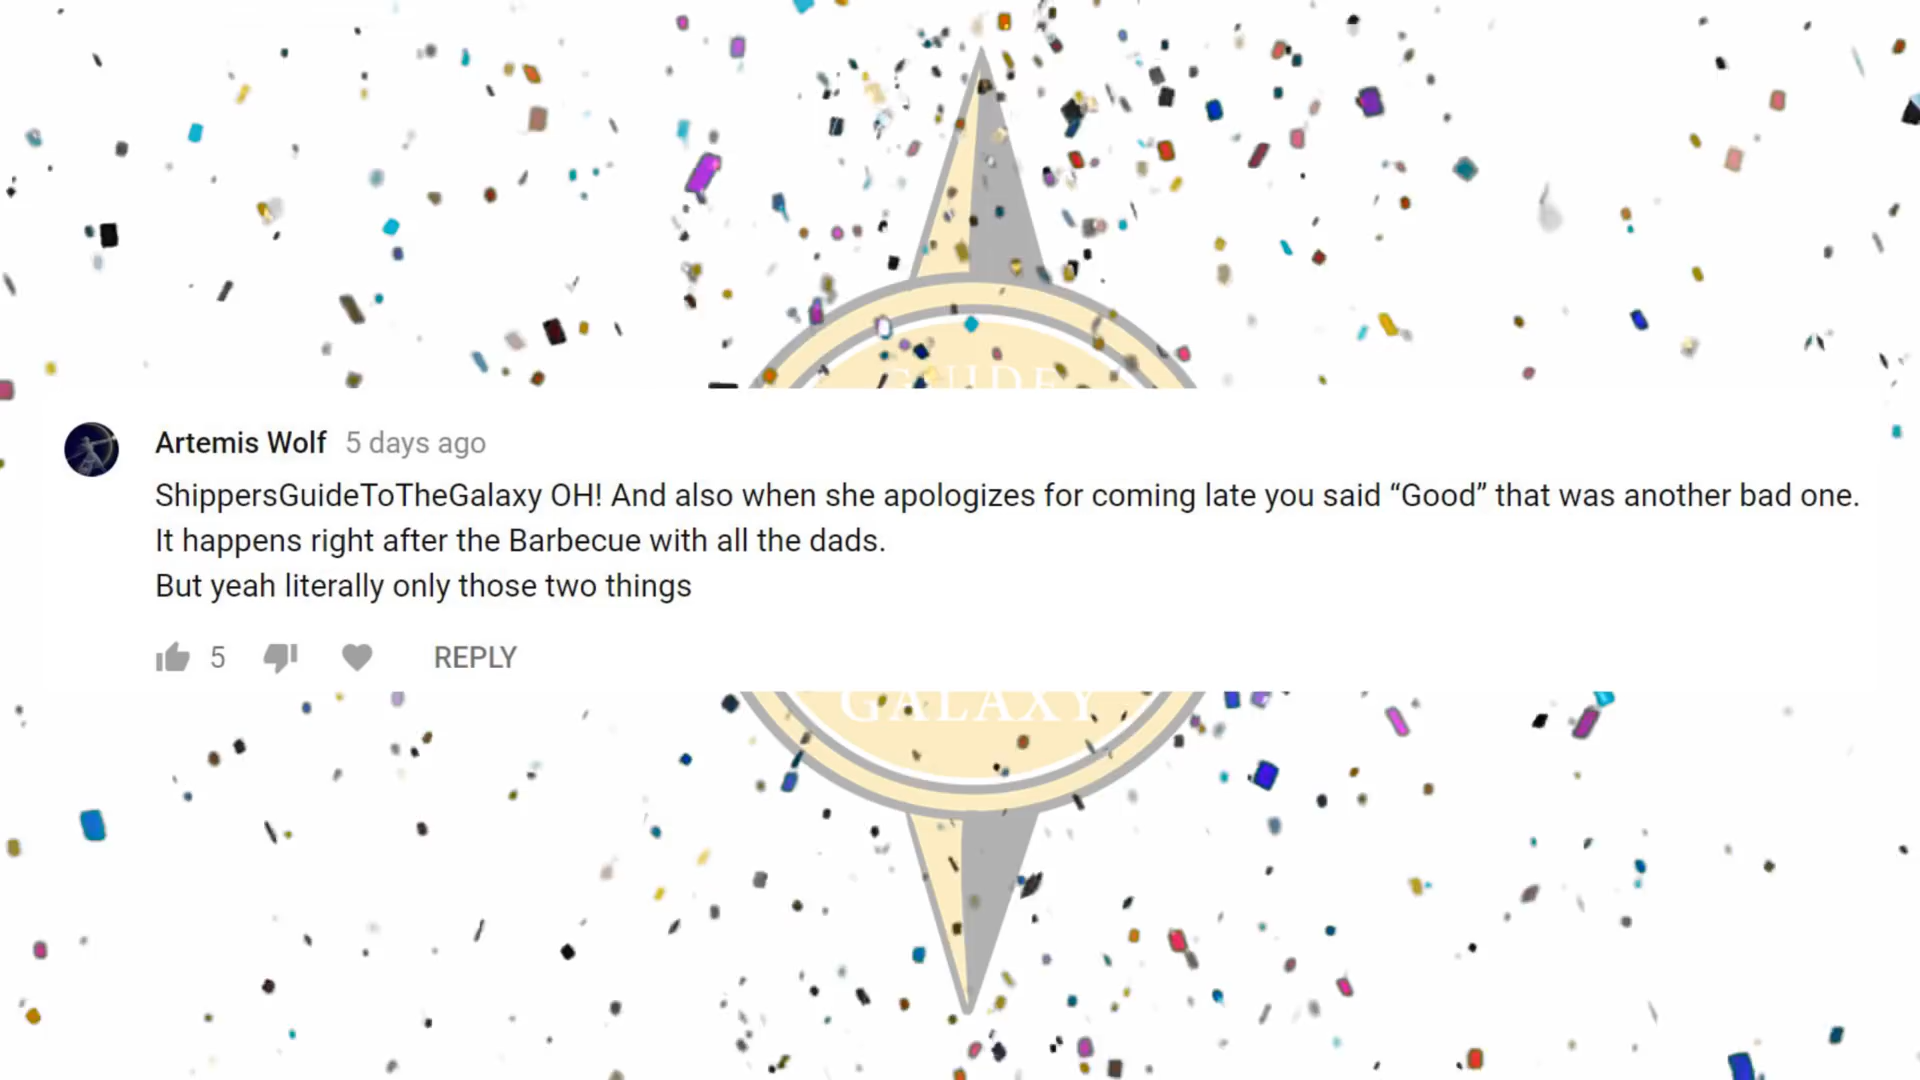 GUIDE
Artemis Wolf 5 days ago
ShippersGuideToTheGalaxy OH! And also when she apologizes for coming late you said “Good” that was another bad one.
It happens right after the Barbecue with all the dads.
But yeah literally only those two things
5 REPLY
GALAXY